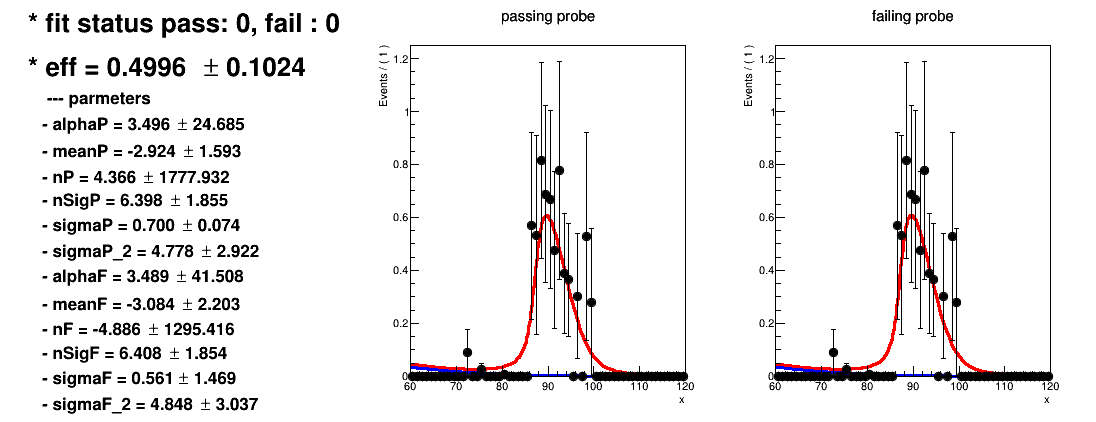 * fit status pass: 0, fail : 0
* eff = 0.4996 ± 0.1024
--- parmeters
- alphaP = 3.496 ± 24.685
- meanP = -2.924 ± 1.593
- nP = 4.366 ± 1777.932
- nSigP = 6.398 ± 1.855
- sigmaP = 0.700 ± 0.074
- sigmaP_2 = 4.778 ± 2.922
- alphaF = 3.489 ± 41.508
- meanF = -3.084 ± 2.203
- nF = -4.886 ± 1295.416
- nSigF = 6.408 ± 1.854
- sigmaF = 0.561 ± 1.469
- sigmaF_2 = 4.848 ± 3.037
passing probe
Events / ( 1 )
1.2
1
0.8
0.6
0.4
0.2
0
60 70 80 90 100 110 120
x
failing probe
Events / ( 1 )
1.2
1
0.8
0.6
0.4
0.2
0
60 70 80 90 100 110 120
x